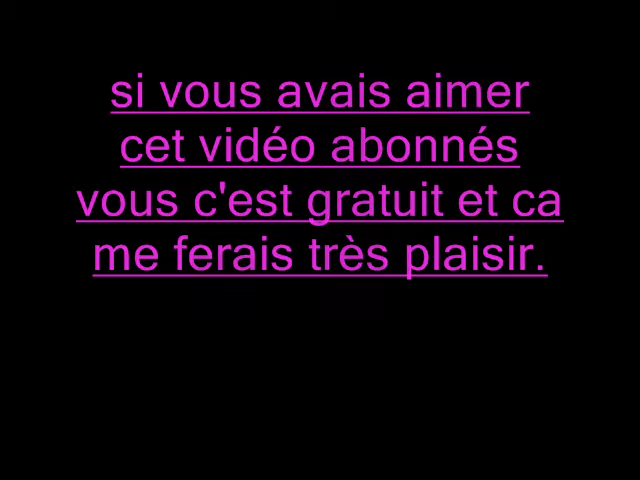 si vous avais aimer
cet vidéo abonnés
vous c'est gratuit et ca
me ferais très plaisir.